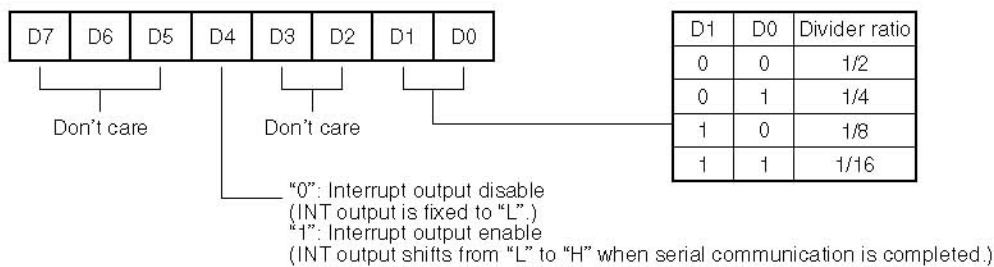 D7 D6 D5 D4 D3 D2 D1 D0
Don't care
Don't care
"0": Interrupt output disable
(INT output is fixed to "L".)
"1": Interrupt output enable
(INT output shifts from "L" to "H" when serial communication is completed.)
D1 D0 Divider ratio
0 0 1/2
0 1 1/4
1 0 1/8
1 1 1/16